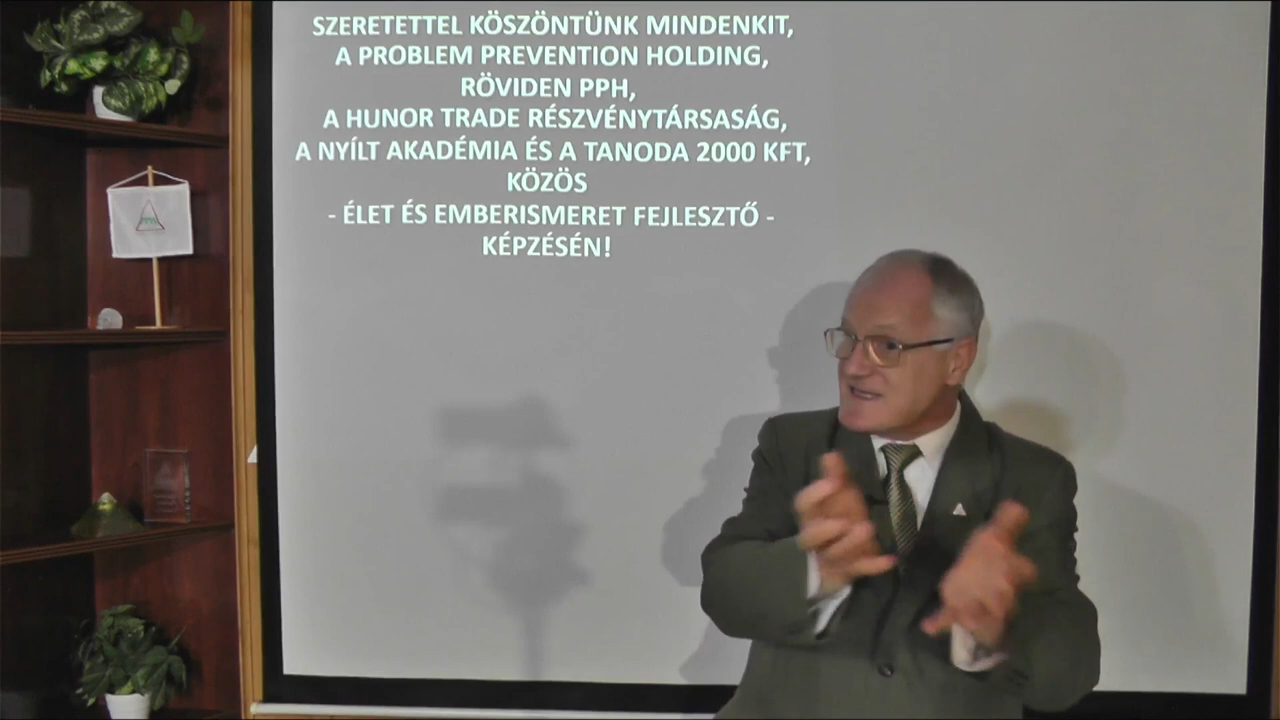 SZERETETTEL KÖSZÖNTÜNK MINDENKIT,
A PROBLEM PREVENTION HOLDING,
RÖVIDEN PPH,
A HUNOR TRADE RÉSZVÉNYTÁRSASÁG,
A NYÍLT AKADÉMIA ÉS A TANODA 2000 KFT,
KÖZÖS
- ÉLET ÉS EMBERISMERET FEJLESZTŐ -
KÉPZÉSÉN!